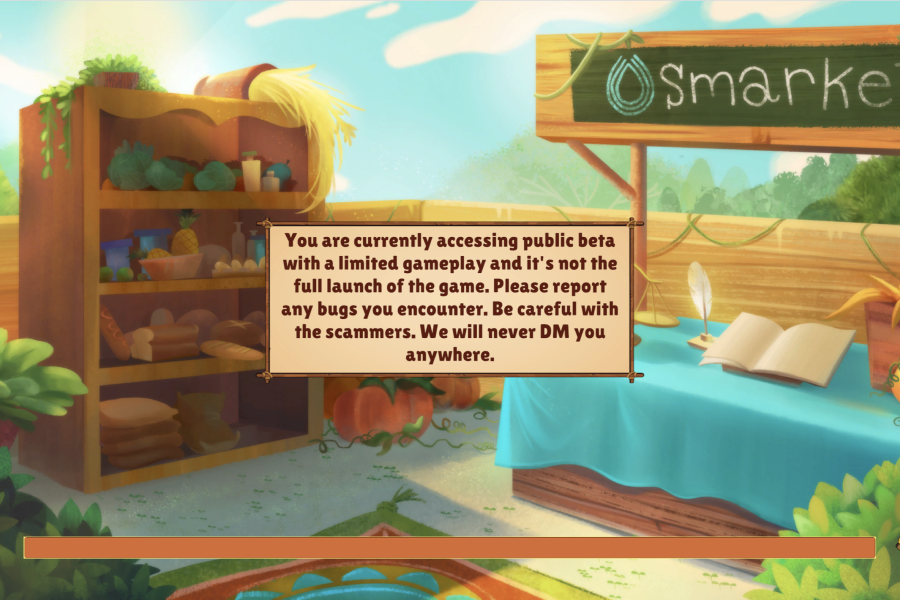 smarke
You are currently accessing public beta
with a limited gameplay and it's not the
full launch of the game. Please report
any bugs you encounter. Be careful with
the scammers. We will never DM you
anywhere.